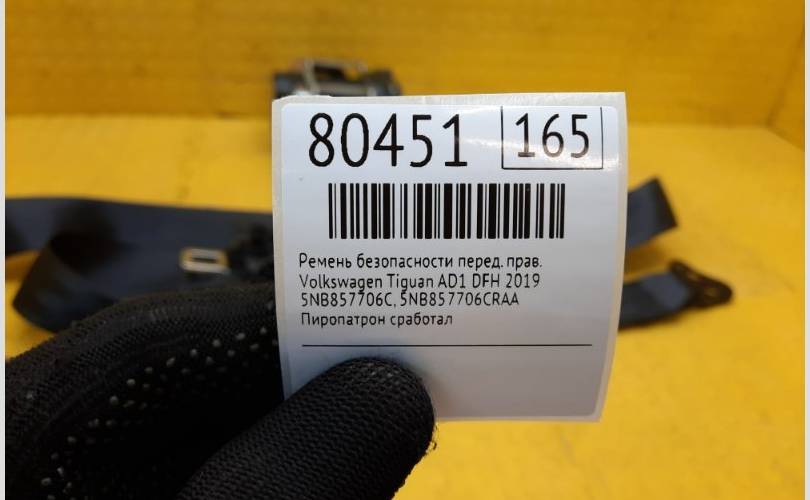 80451 165
Ремень безопасности перед. прав.
Volkswagen Tiguan AD1 DFH 2019
5NB857706C, 5NB857706CRAA
Пиропатрон сработал